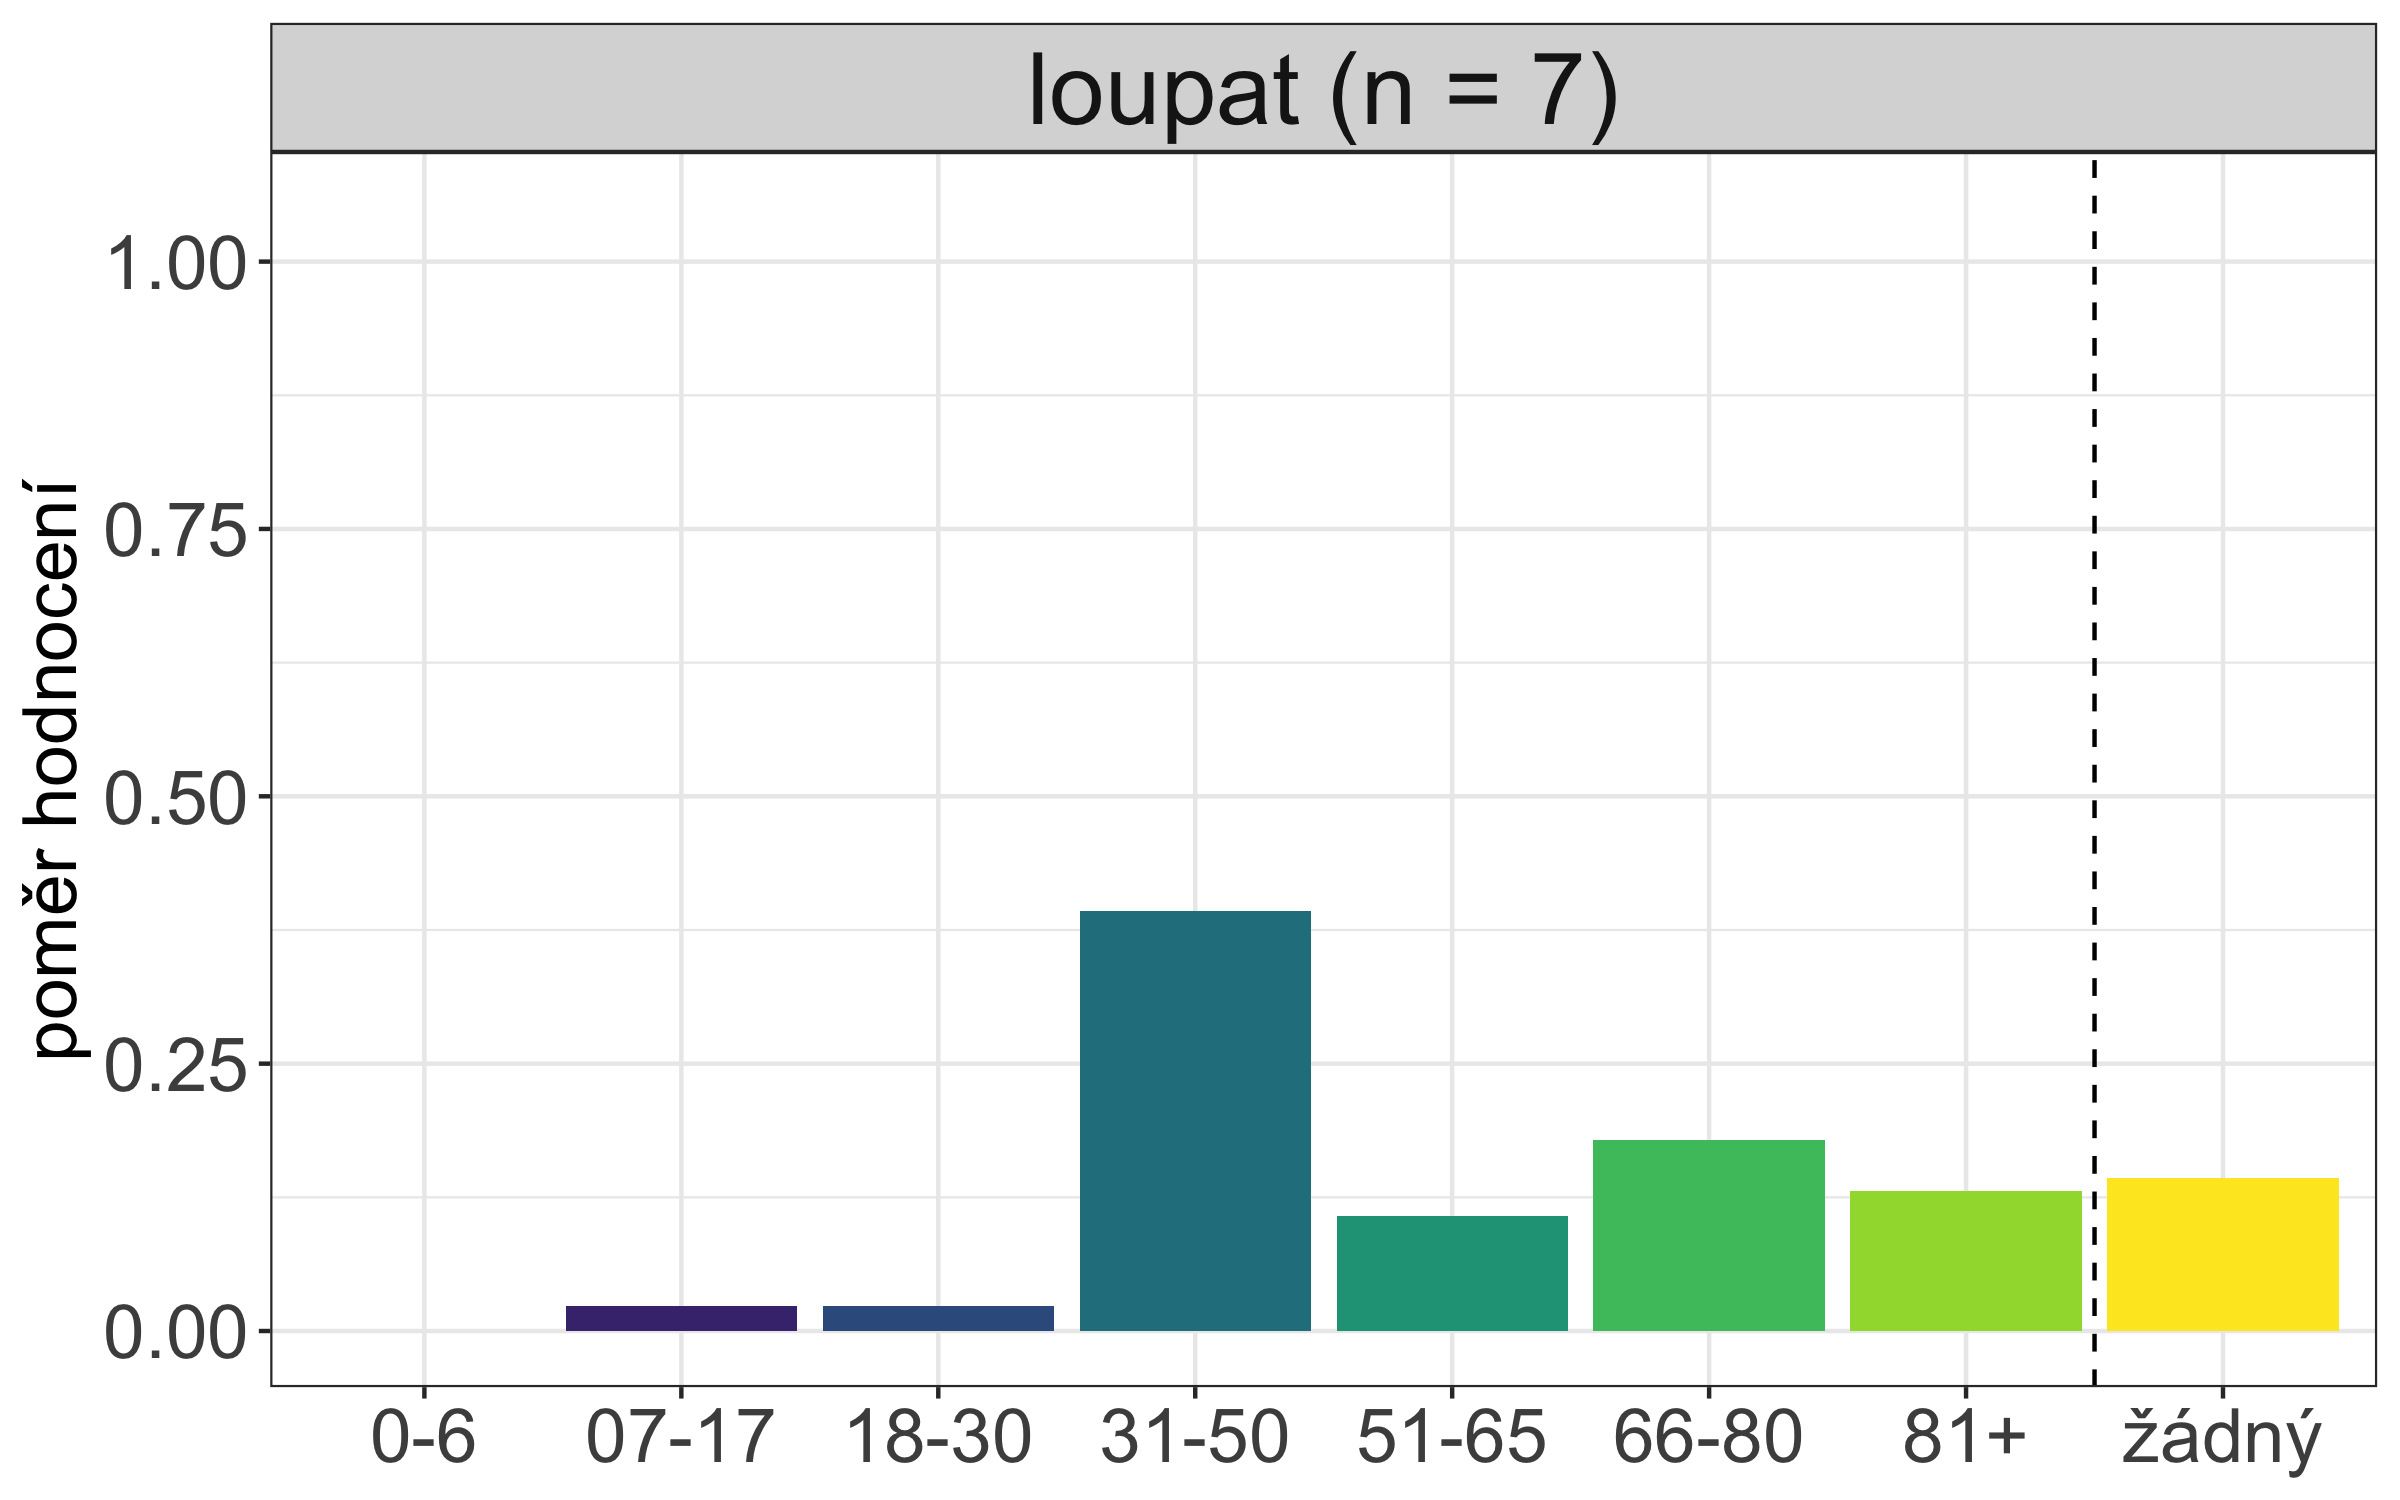 loupat (n = 7)
poměr hodnocení
1.00
0.75
0.50
0.25
0.00
0-6 07-17 18-30 31-50 51-65 66-80 81+ žádný